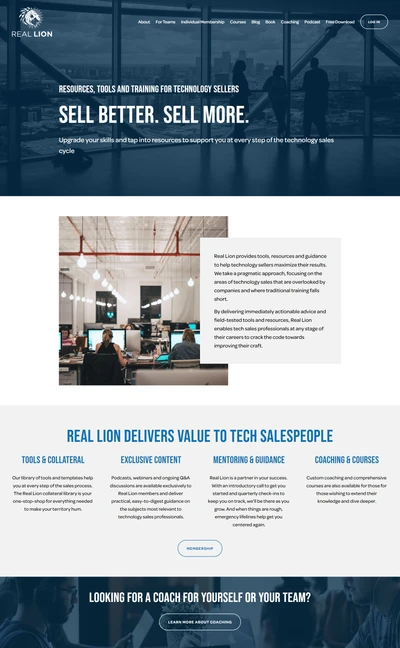 About For Teams Individual Membership Courses Blog Book Coaching Podcast Free Download LOG IN
REAL LION
RESOURCES, TOOLS AND TRAINING FOR TECHNOLOGY SELLERS
SELL BETTER. SELL MORE.
Upgrade your skills and tap into resources to support you at every step of the technology sales
cycle
Real Lion provides tools, resources and guidance
to help technology sellers maximize their results.
We take a pragmatic approach, focusing on the
areas of technology sales that are overlooked by
companies and where traditional training falls
short.
By delivering immediately actionable advice and
field-tested tools and resources, Real Lion
enables tech sales professionals at any stage of
their careers to crack the code towards
improving their craft.
REAL LION DELIVERS VALUE TO TECH SALESPEOPLE
TOOLS & COLLATERAL
Our library of tools and templates help
you at every step of the sales process.
The Real Lion collateral library is your
one-stop-shop for everything needed
to make your territory hum.
EXCLUSIVE CONTENT
Podcasts, webinars and ongoing Q&A
discussions are available exclusively to
Real Lion members and deliver
practical, easy-to-digest guidance on
the subjects most relevant to
technology sales professionals.
MENTORING & GUIDANCE
Real Lion is a partner in your success.
With an introductory call to get you
started and quarterly check-ins to
keep you on track, we'll be there as you
grow. And when things are rough,
emergency lifelines help get you
centered again.
COACHING & COURSES
Custom coaching and comprehensive
courses are also available for those for
those wishing to extend their
knowledge and dive deeper.
MEMBERSHIP
LOOKING FOR A COACH FOR YOURSELF OR YOUR TEAM?
LEARN MORE ABOUT COACHING